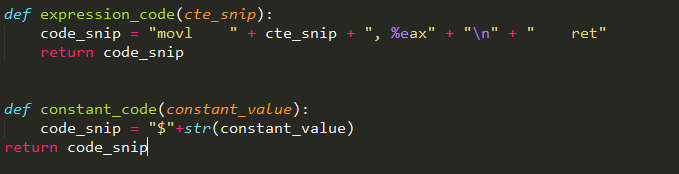 def expression_code(cte_snip):
    code_snip = "movl    " + cte_snip + ", %eax" + "\n" + "    ret"
    return code_snip
def constant_code(constant_value):
    code_snip = "$"+str(constant_value)
return code_snip